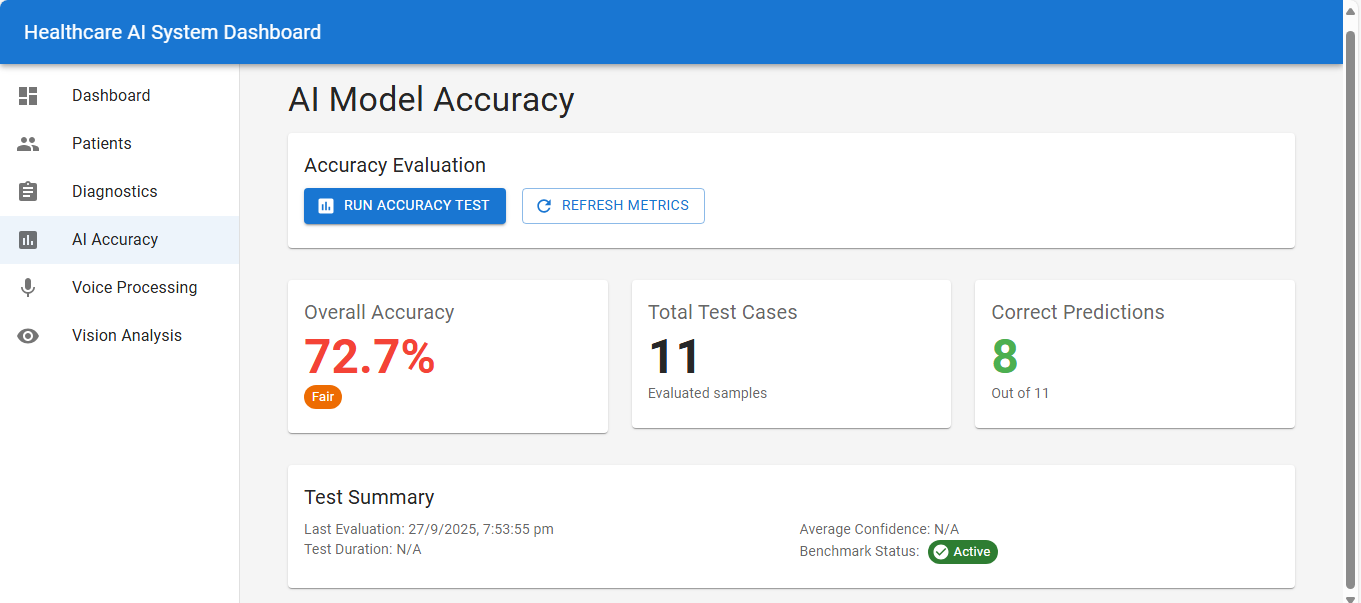 Healthcare AI System Dashboard
Dashboard
Patients
Diagnostics
AI Accuracy
Voice Processing
Vision Analysis
AI Model Accuracy
Accuracy Evaluation
RUN ACCURACY TEST
REFRESH METRICS
Overall Accuracy
72.7%
Fair
Total Test Cases
11
Evaluated samples
Correct Predictions
8
Out of 11
Test Summary
Last Evaluation: 27/9/2025, 7:53:55 pm
Test Duration: N/A
Average Confidence: N/A
Benchmark Status: Active